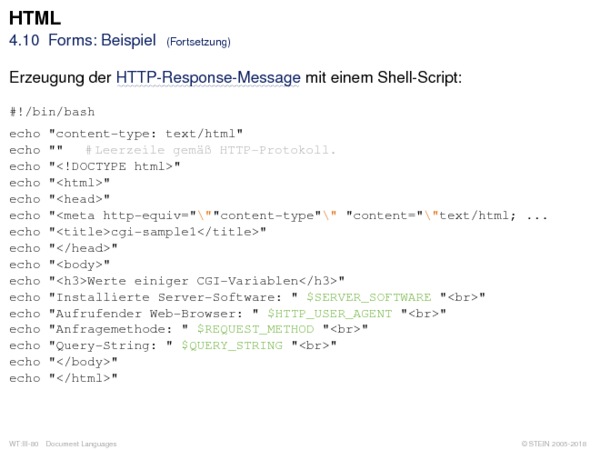 HTML
4.10 Forms: Beispiel (Fortsetzung)
Erzeugung der HTTP-Response-Message mit einem Shell-Script:
#!/bin/bash
echo "content-type: text/html"
echo "" #Leerzeile gemäß HTTP-Protokoll.
echo "<!DOCTYPE html>"
echo "<html>"
echo "<head>"
echo "<meta http-equiv="\""content-type"\" "content="\"text/html; ...
echo "<title>cgi-sample1</title>"
echo "</head>"
echo "<body>"
echo "<h3>Werte einiger CGI-Variablen</h3>"
echo "Installierte Server-Software: " $SERVER_SOFTWARE "<br>"
echo "Aufrufender Web-Browser: " $HTTP_USER_AGENT "<br>"
echo "Anfragemethode: " $REQUEST_METHOD "<br>"
echo "Query-String: " $QUERY_STRING "<br>"
echo "</body>"
echo "</html>"
WT:III-90 Document Languages © STEIN 2005-2018